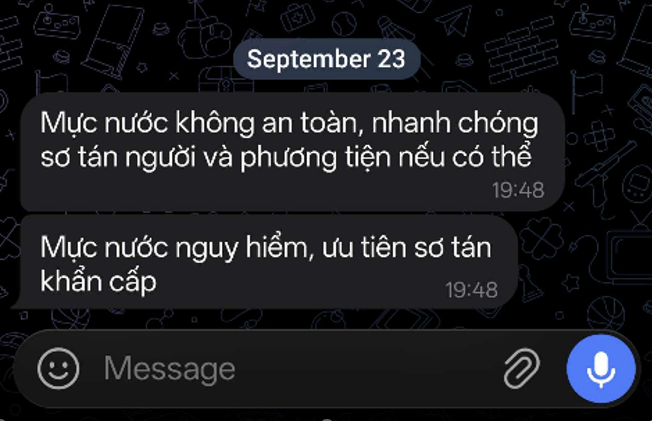 September 23
Mực nước không an toàn, nhanh chóng
sơ tán người và phương tiện nếu có thể
19:48
Mực nước nguy hiểm, ưu tiên sơ tán
khẩn cấp
19:48
Message